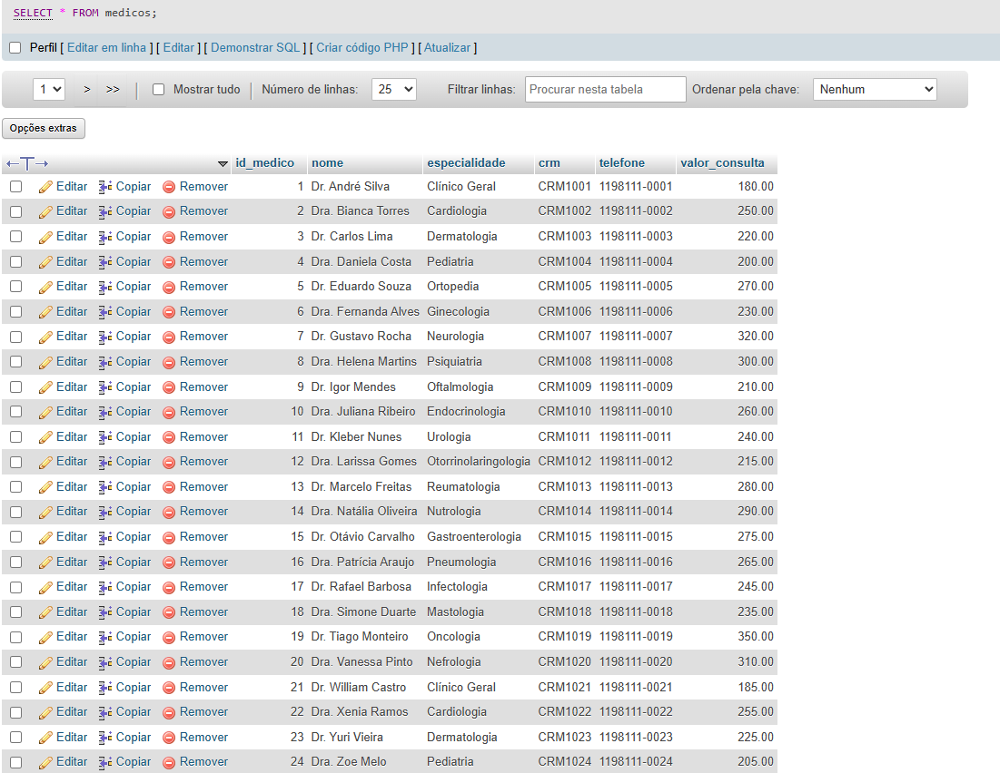 SELECT * FROM medicos;
Perfil [ Editar em linha ] [ Editar ] [ Demonstrar SQL ] [ Criar código PHP ] [ Atualizar ]
1 > >> | Mostrar tudo | Número de linhas: 25 Filtrar linhas: Procurar nesta tabela Ordenar pela chave: Nenhum
Opções extras
←T→ id_medico nome especialidade crm telefone valor_consulta
Editar Copiar Remover 1 Dr. André Silva Clínico Geral CRM1001 1198111-0001 180.00
Editar Copiar Remover 2 Dra. Bianca Torres Cardiologia CRM1002 1198111-0002 250.00
Editar Copiar Remover 3 Dr. Carlos Lima Dermatologia CRM1003 1198111-0003 220.00
Editar Copiar Remover 4 Dra. Daniela Costa Pediatria CRM1004 1198111-0004 200.00
Editar Copiar Remover 5 Dr. Eduardo Souza Ortopedia CRM1005 1198111-0005 270.00
Editar Copiar Remover 6 Dra. Fernanda Alves Ginecologia CRM1006 1198111-0006 230.00
Editar Copiar Remover 7 Dr. Gustavo Rocha Neurologia CRM1007 1198111-0007 320.00
Editar Copiar Remover 8 Dra. Helena Martins Psiquiatria CRM1008 1198111-0008 300.00
Editar Copiar Remover 9 Dr. Igor Mendes Oftalmologia CRM1009 1198111-0009 210.00
Editar Copiar Remover 10 Dra. Juliana Ribeiro Endocrinologia CRM1010 1198111-0010 260.00
Editar Copiar Remover 11 Dr. Kleber Nunes Urologia CRM1011 1198111-0011 240.00
Editar Copiar Remover 12 Dra. Larissa Gomes Otorrinolaringologia CRM1012 1198111-0012 215.00
Editar Copiar Remover 13 Dr. Marcelo Freitas Reumatologia CRM1013 1198111-0013 280.00
Editar Copiar Remover 14 Dra. Natália Oliveira Nutrologia CRM1014 1198111-0014 290.00
Editar Copiar Remover 15 Dr. Otávio Carvalho Gastroenterologia CRM1015 1198111-0015 275.00
Editar Copiar Remover 16 Dra. Patrícia Araujo Pneumologia CRM1016 1198111-0016 265.00
Editar Copiar Remover 17 Dr. Rafael Barbosa Infectologia CRM1017 1198111-0017 245.00
Editar Copiar Remover 18 Dra. Simone Duarte Mastologia CRM1018 1198111-0018 235.00
Editar Copiar Remover 19 Dr. Tiago Monteiro Oncologia CRM1019 1198111-0019 350.00
Editar Copiar Remover 20 Dra. Vanessa Pinto Nefrologia CRM1020 1198111-0020 310.00
Editar Copiar Remover 21 Dr. William Castro Clínico Geral CRM1021 1198111-0021 185.00
Editar Copiar Remover 22 Dra. Xenia Ramos Cardiologia CRM1022 1198111-0022 255.00
Editar Copiar Remover 23 Dr. Yuri Vieira Dermatologia CRM1023 1198111-0023 225.00
Editar Copiar Remover 24 Dra. Zoe Melo Pediatria CRM1024 1198111-0024 205.00